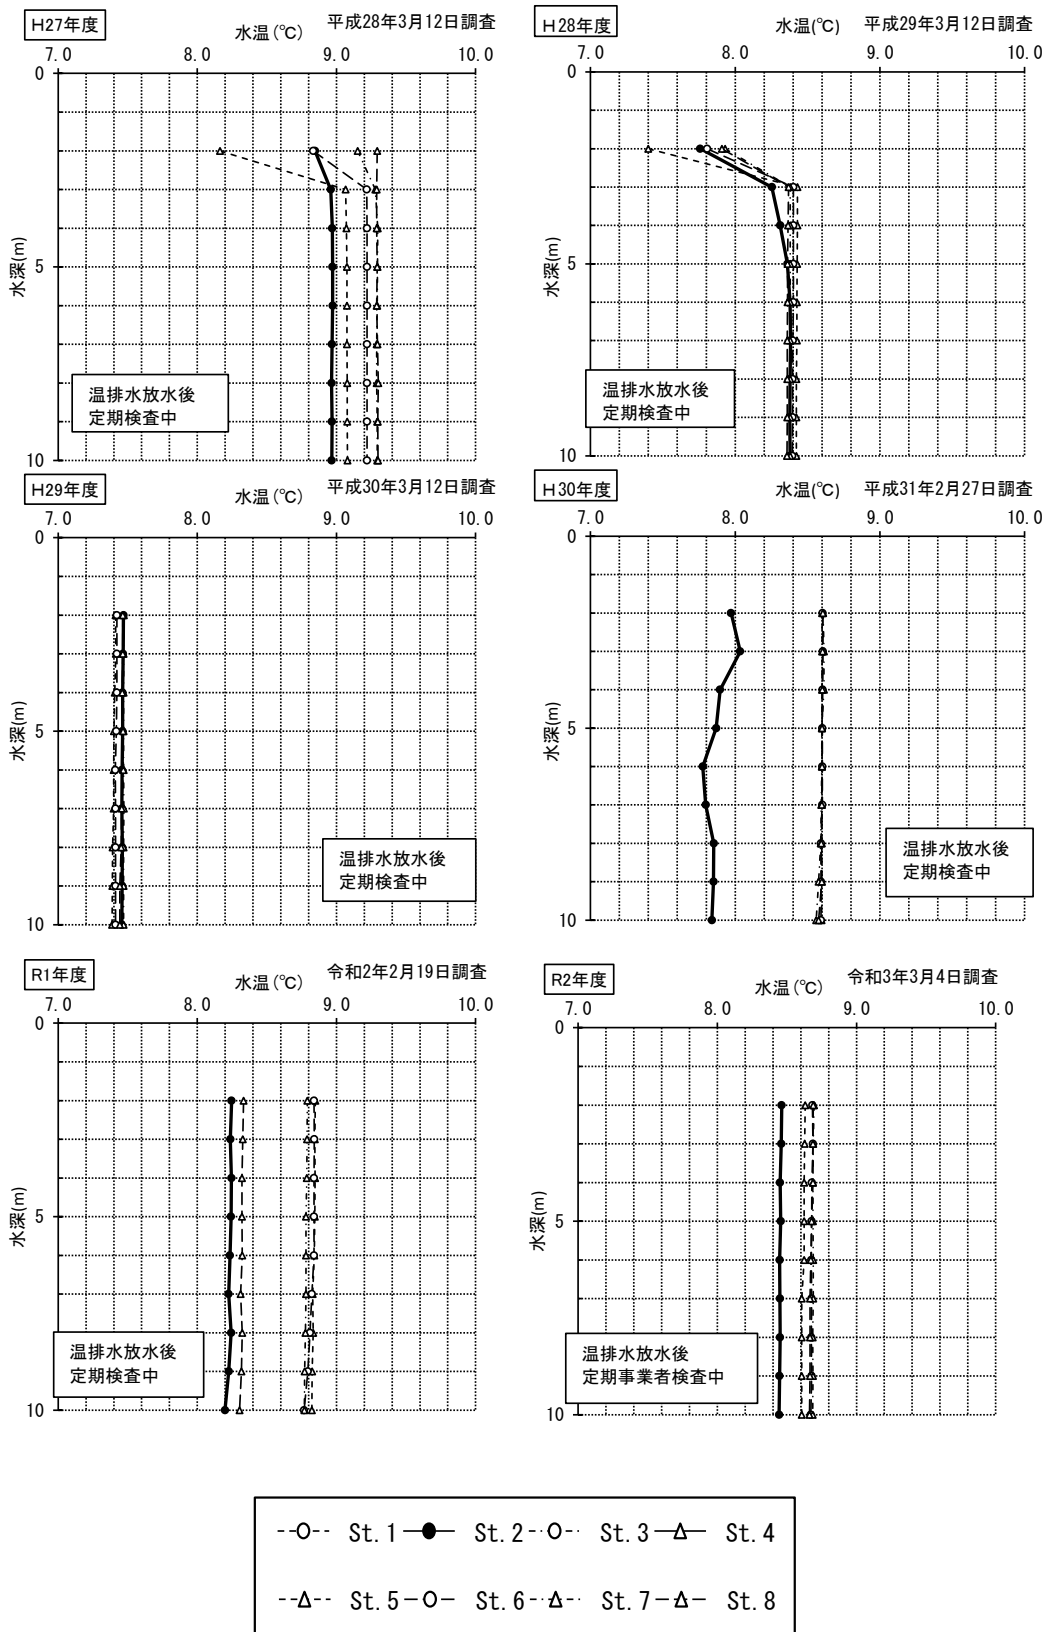 H27年度
水温(℃)
平成28年3月12日調査
7.0 8.0 9.0 10.0
0
5
10
水深(m)
温排水放水後
定期検査中
H28年度
水温(℃)
平成29年3月12日調査
7.0 8.0 9.0 10.0
0
5
10
水深(m)
温排水放水後
定期検査中
H29年度
水温(℃)
平成30年3月12日調査
7.0 8.0 9.0 10.0
0
5
10
水深(m)
温排水放水後
定期検査中
H30年度
水温(℃)
平成31年2月27日調査
7.0 8.0 9.0 10.0
0
5
10
水深(m)
温排水放水後
定期検査中
R1年度
水温(℃)
令和2年2月19日調査
7.0 8.0 9.0 10.0
0
5
10
水深(m)
温排水放水後
定期検査中
R2年度
水温(℃)
令和3年3月4日調査
7.0 8.0 9.0 10.0
0
5
10
水深(m)
温排水放水後
定期事業者検査中
St.1 St.2 St.3 St.4
St.5 St.6 St.7 St.8